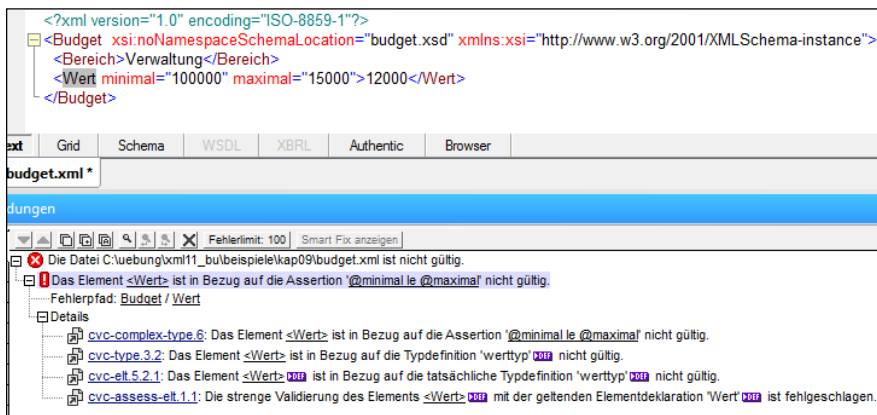 <?xml version="1.0" encoding="ISO-8859-1"?>
<Budget xsi:noNamespaceSchemaLocation="budget.xsd" xmlns:xsi="http://www.w3.org/2001/XMLSchema-instance">
<Bereich>Verwaltung</Bereich>
<Wert minimal="100000" maximal="15000">12000</Wert>
</Budget>
ext Grid Schema WSDL XBRL Authentic Browser
budget.xml *
dungen
Fehlerlimit: 100 Smart Fix anzeigen
Die Datei C:\uebung\xml11_bu\beispiele\kap09\budget.xml ist nicht gültig.
Das Element <Wert> ist in Bezug auf die Assertion '@minimal le @maximal' nicht gültig.
Fehlerpfad: Budget / Wert
Details
cvc-complex-type.6: Das Element <Wert> ist in Bezug auf die Assertion '@minimal le @maximal' nicht gültig.
cvc-type.3.2: Das Element <Wert> ist in Bezug auf die Typdefinition 'werttyp' DEF nicht gültig.
cvc-elt.5.2.1: Das Element <Wert> DEF ist in Bezug auf die tatsächliche Typdefinition 'werttyp' DEF nicht gültig.
cvc-assess-elt.1.1: Die strenge Validierung des Elements <Wert> DEF mit der geltenden Elementdeklaration 'Wert' DEF ist fehlgeschlagen.